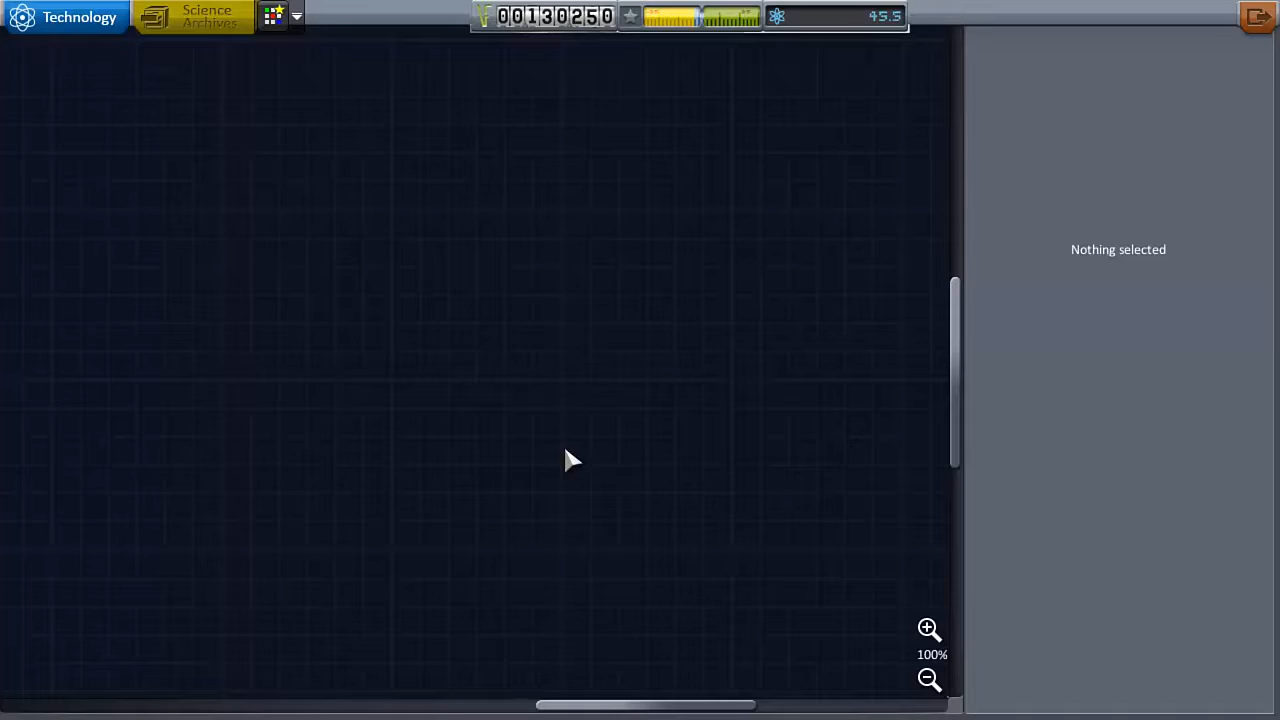 Technology
Science
Archives
00130250
45.5
Nothing selected
100%